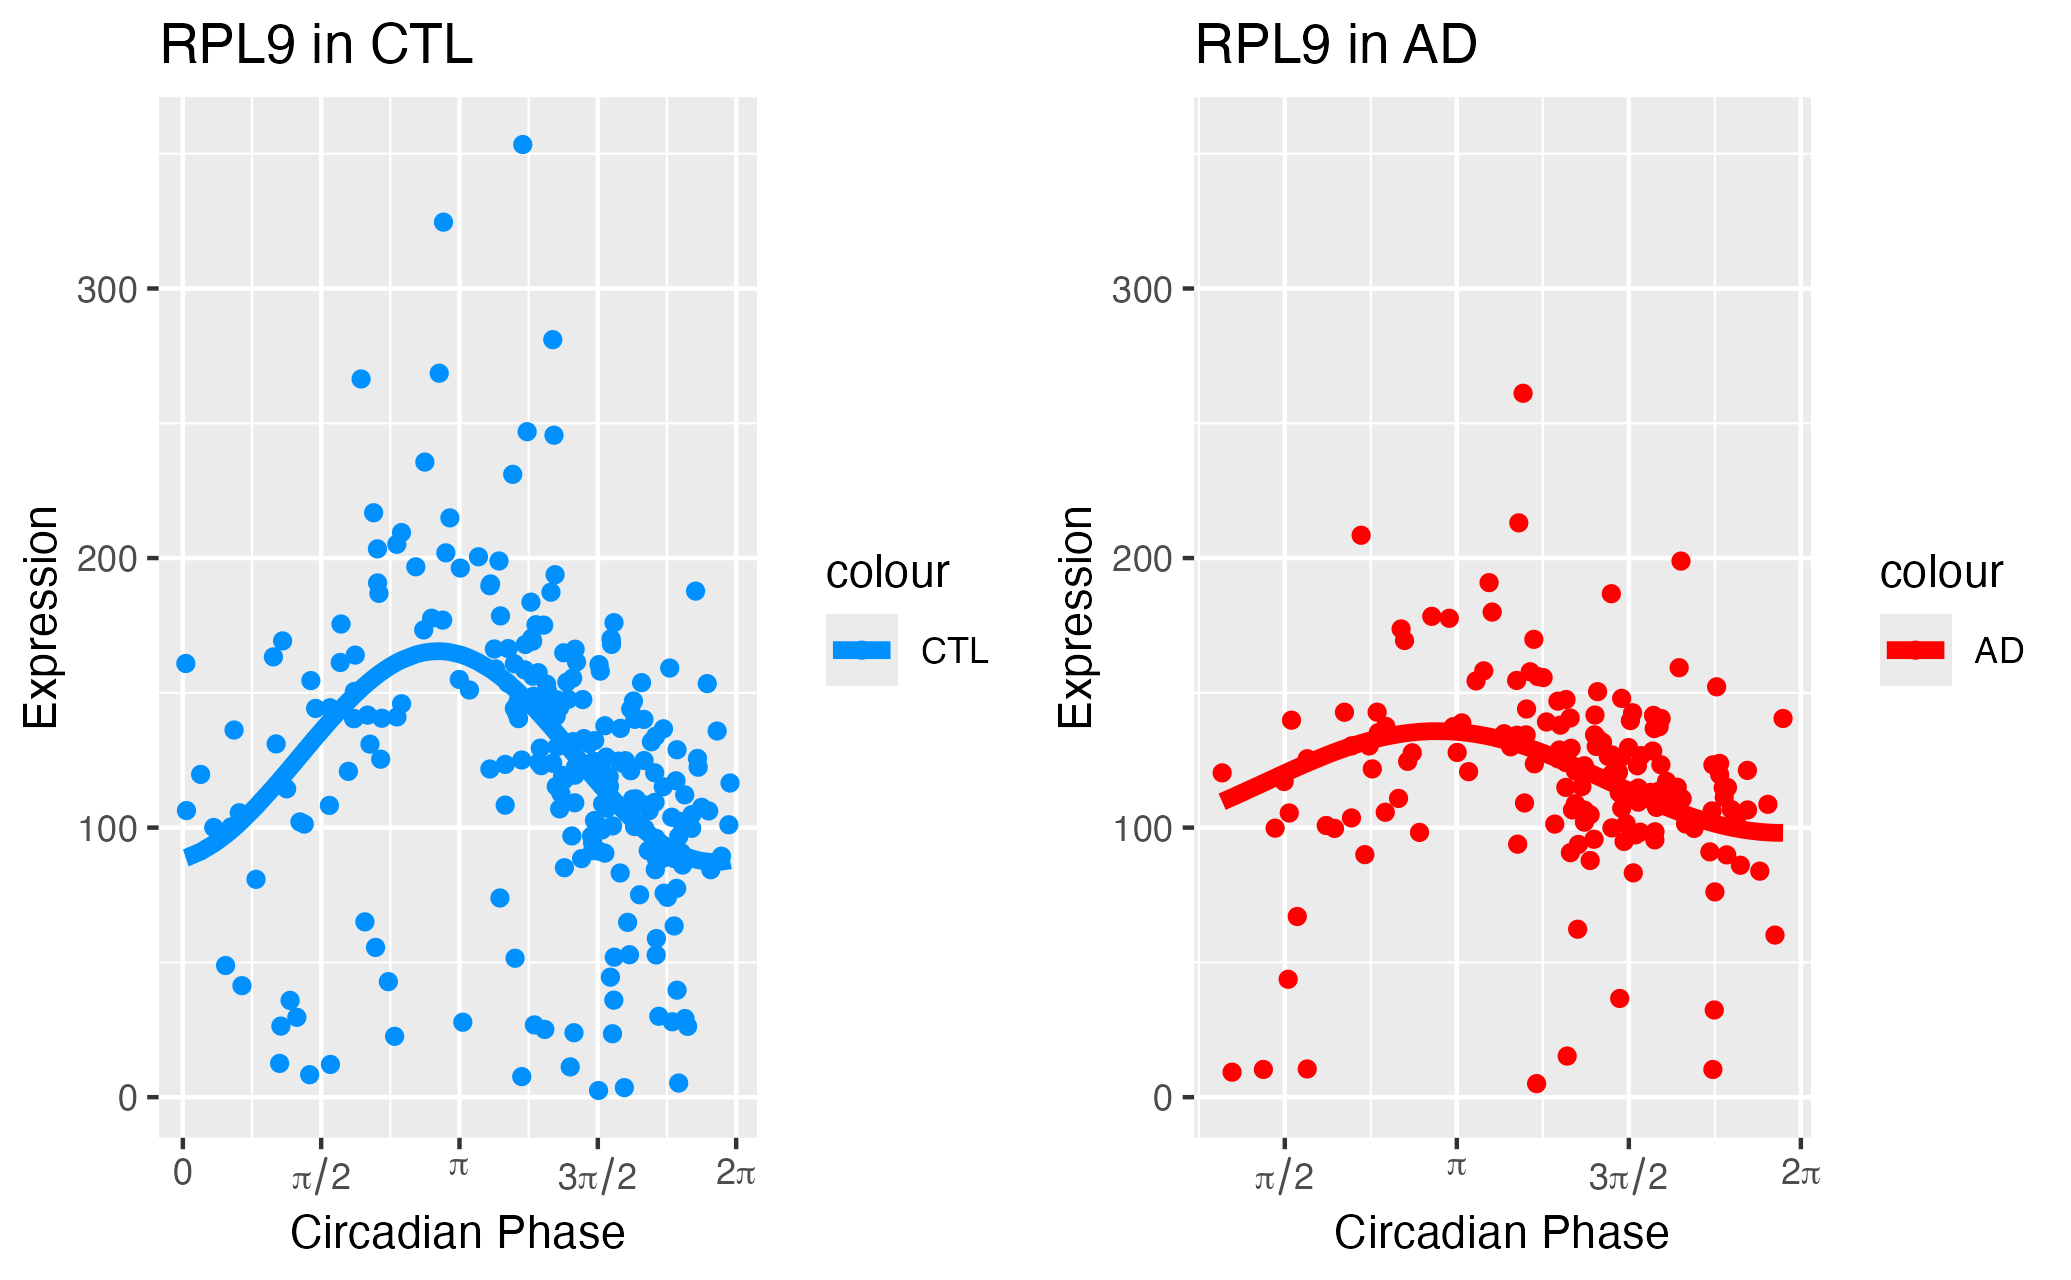 RPL9 in CTL
Expression
300
200
100
0
0 π/2 π 3π/2 2π
Circadian Phase
colour
CTL
RPL9 in AD
Expression
300
200
100
0
π/2 π 3π/2 2π
Circadian Phase
colour
AD